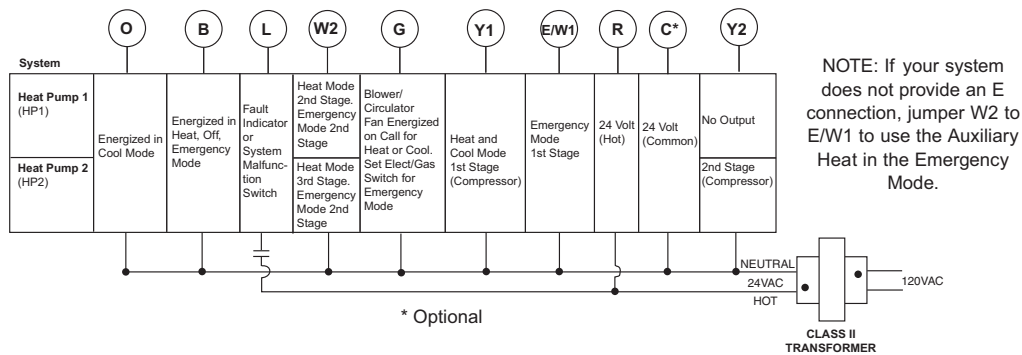 O B L W2 G Y1 E/W1 R C* Y2
System
Heat Pump 1
(HP1)
Heat Pump 2
(HP2)
Energized in
Cool Mode
Energized in
Heat, Off,
Emergency
Mode
Fault
Indicator
or
System
Malfunc-
tion
Switch
Heat Mode
2nd Stage.
Emergency
Mode 2nd
Stage
Heat Mode
3rd Stage.
Emergency
Mode 2nd
Stage
Blower/
Circulator
Fan Energized
on Call for
Heat or Cool.
Set Elect/Gas
Switch for
Emergency
Mode
Heat and
Cool Mode
1st Stage
(Compressor)
Emergency
Mode
1st Stage
24 Volt
(Hot)
24 Volt
(Common)
No Output
2nd Stage
(Compressor)
NOTE: If your system
does not provide an E
connection, jumper W2 to
E/W1 to use the Auxiliary
Heat in the Emergency
Mode.
NEUTRAL
24VAC
HOT
120VAC
* Optional
CLASS II
TRANSFORMER